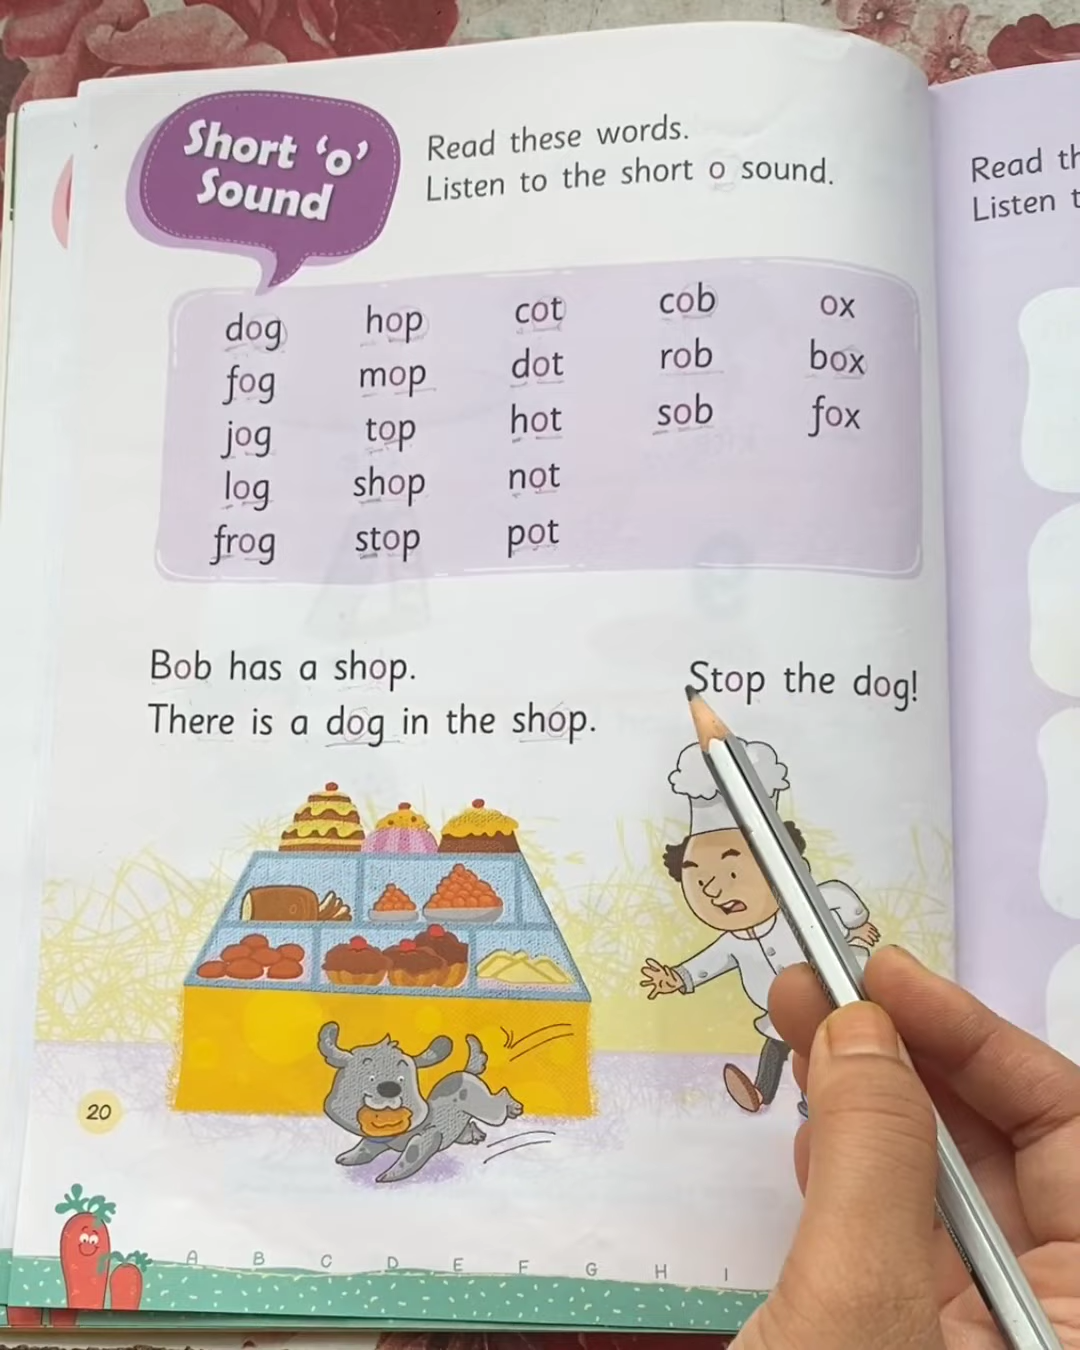 Short 'o'
Sound
Read these words.
Listen to the short o sound.
dog hop cot cob ox
fog mop dot rob box
jog top hot sob fox
log shop not
frog stop pot
Bob has a shop.
There is a dog in the shop.
Stop the dog!
20
A B C D E F G H I
Read
Listen